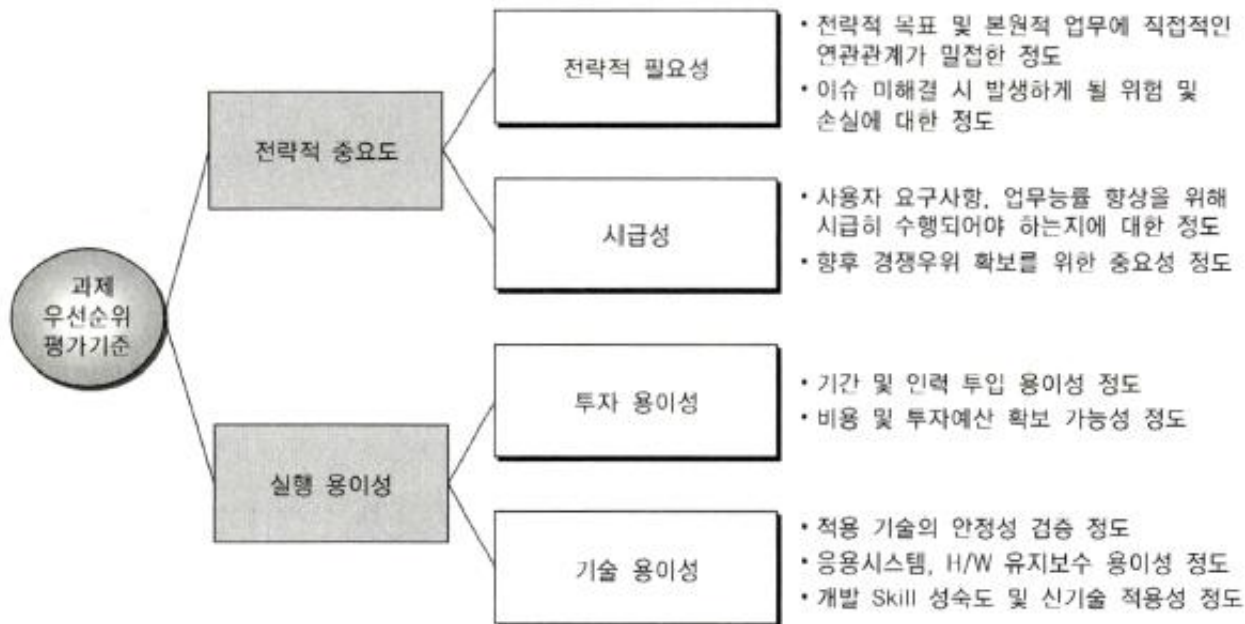 과제
우선순위
평가기준
전략적 중요도
전략적 필요성
• 전략적 목표 및 본원적 업무에 직접적인
연관관계가 밀접한 정도
• 이슈 미해결 시 발생하게 될 위험 및
손실에 대한 정도
시급성
• 사용자 요구사항, 업무능률 향상을 위해
시급히 수행되어야 하는지에 대한 정도
• 향후 경쟁우위 확보를 위한 중요성 정도
실행 용이성
투자 용이성
• 기간 및 인력 투입 용이성 정도
• 비용 및 투자예산 확보 가능성 정도
기술 용이성
• 적용 기술의 안정성 검증 정도
• 응용시스템, H/W 유지보수 용이성 정도
• 개발 Skill 성숙도 및 신기술 적용성 정도